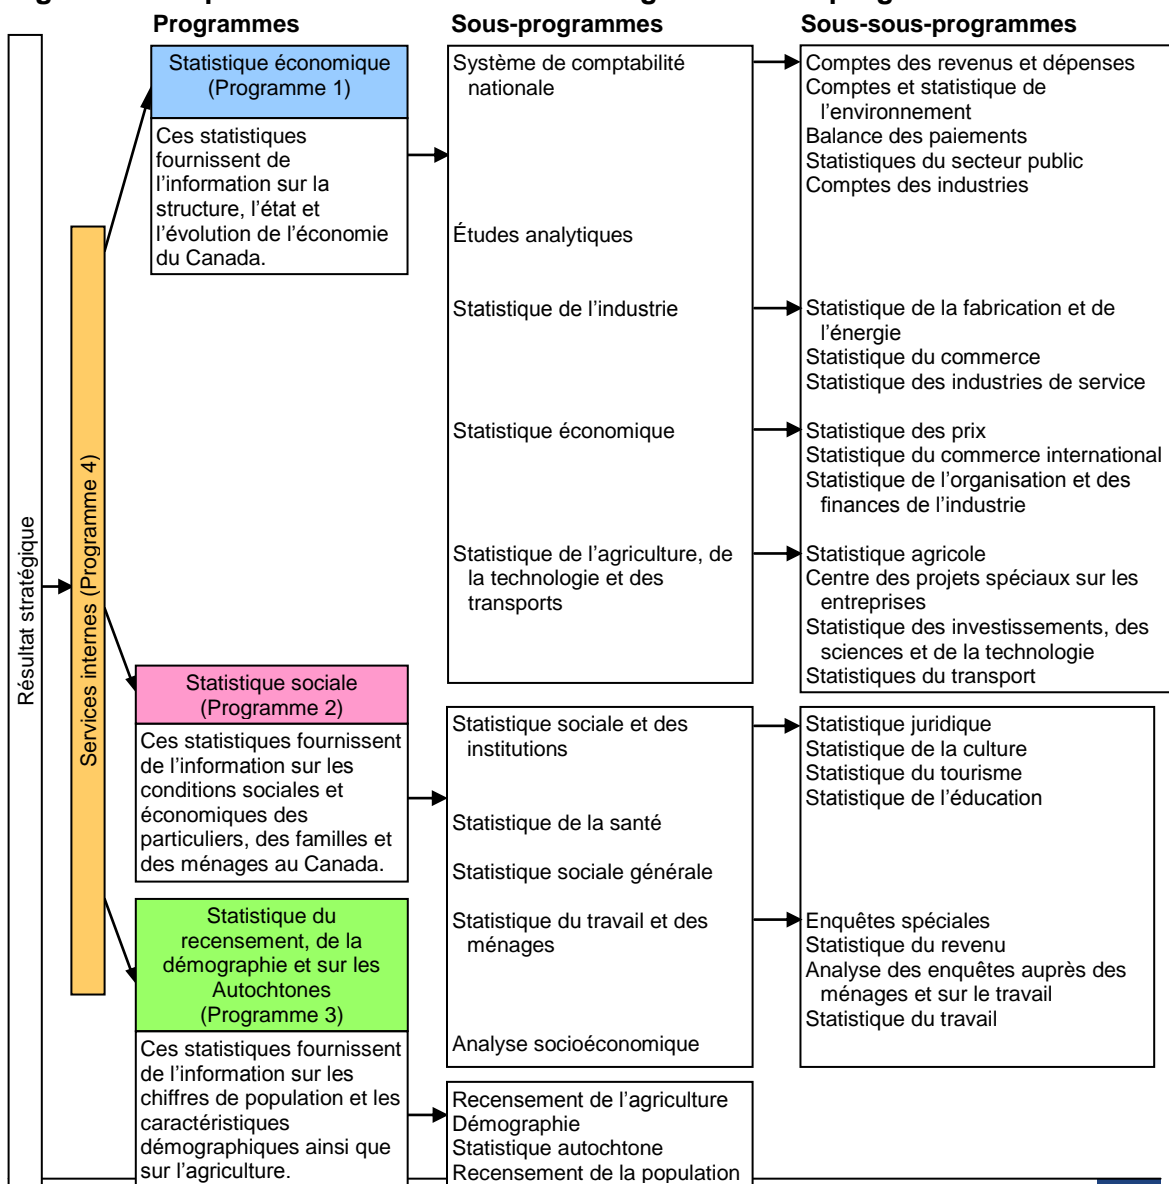 Programmes
Sous-programmes
Sous-sous-programmes
Résultat stratégique
Services internes (Programme 4)
Statistique économique
(Programme 1)
Ces statistiques
fournissent de
l’information sur la
structure, l’état et
l’évolution de l’économie
du Canada.
Système de comptabilité
nationale
Études analytiques
Statistique de l’industrie
Statistique économique
Statistique de l’agriculture, de
la technologie et des
transports
Comptes des revenus et dépenses
Comptes et statistique de
l’environnement
Balance des paiements
Statistiques du secteur public
Comptes des industries
Statistique de la fabrication et de
l’énergie
Statistique du commerce
Statistique des industries de service
Statistique des prix
Statistique du commerce international
Statistique de l’organisation et des
finances de l’industrie
Statistique agricole
Centre des projets spéciaux sur les
entreprises
Statistique des investissements, des
sciences et de la technologie
Statistiques du transport
Statistique sociale
(Programme 2)
Ces statistiques fournissent
de l’information sur les
conditions sociales et
économiques des
particuliers, des familles et
des ménages au Canada.
Statistique sociale et des
institutions
Statistique de la santé
Statistique sociale générale
Statistique du travail et des
ménages
Analyse socioéconomique
Statistique juridique
Statistique de la culture
Statistique du tourisme
Statistique de l’éducation
Enquêtes spéciales
Statistique du revenu
Analyse des enquêtes auprès des
ménages et sur le travail
Statistique du travail
Statistique du
recensement, de la
démographie et sur les
Autochtones
(Programme 3)
Ces statistiques fournissent
de l’information sur les
chiffres de population et les
caractéristiques
démographiques ainsi que
sur l’agriculture.
Recensement de l’agriculture
Démographie
Statistique autochtone
Recensement de la population